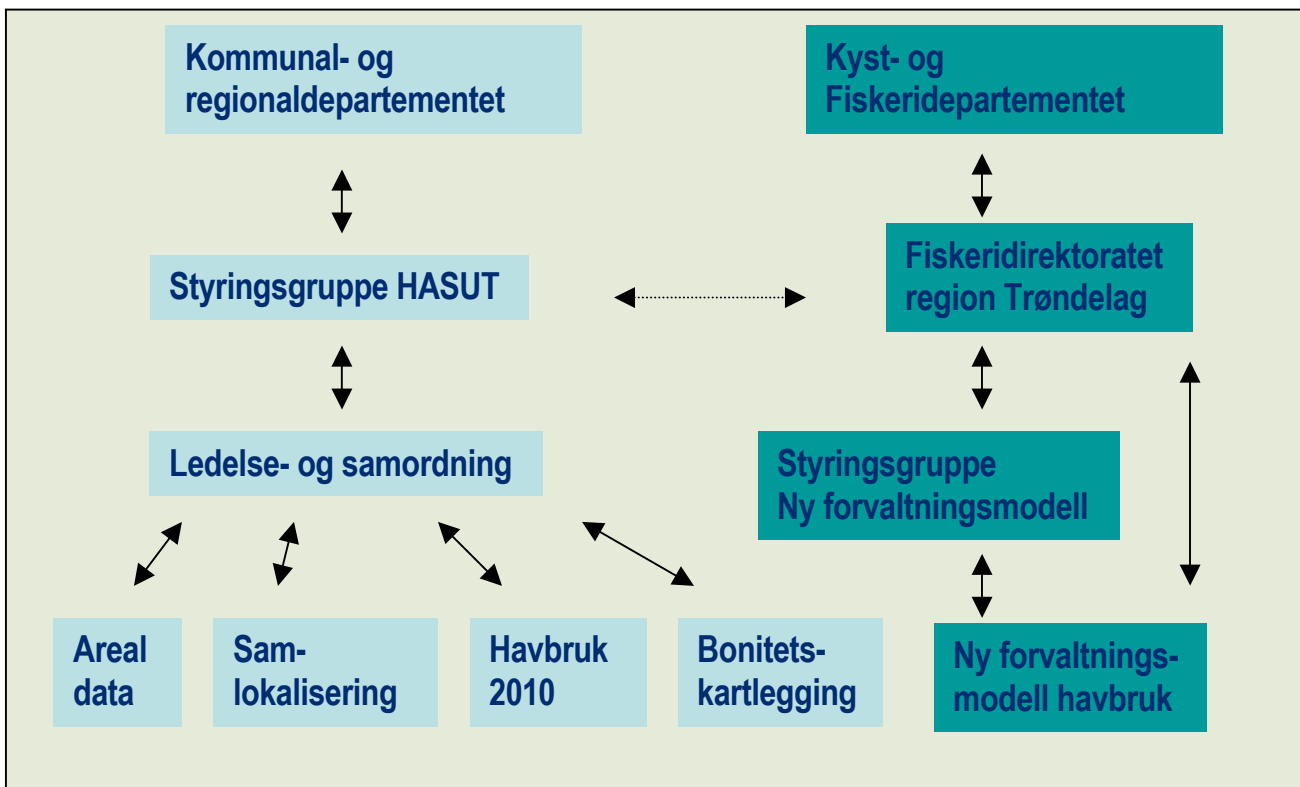 Kommunal- og
regionaldepartementet
Kyst- og
Fiskeridepartementet
Styringsgruppe HASUT
Fiskeridirektoratet
region Trøndelag
Ledelse- og samordning
Styringsgruppe
Ny forvaltningsmodell
Areal
data
Sam-
lokalisering
Havbruk
2010
Bonitets-
kartlegging
Ny forvaltnings-
modell havbruk